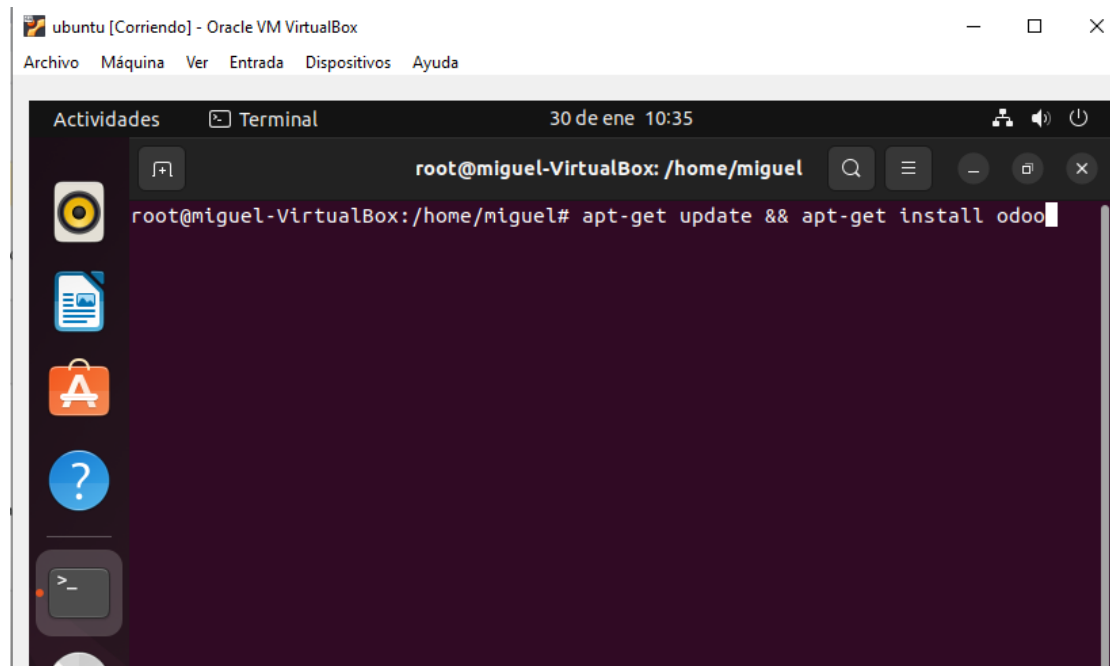 ubuntu [Corriendo] - Oracle VM VirtualBox
Archivo Máquina Ver Entrada Dispositivos Ayuda
Actividades Terminal 30 de ene 10:35
root@miguel-VirtualBox: /home/miguel
root@miguel-VirtualBox:/home/miguel# apt-get update && apt-get install odoo